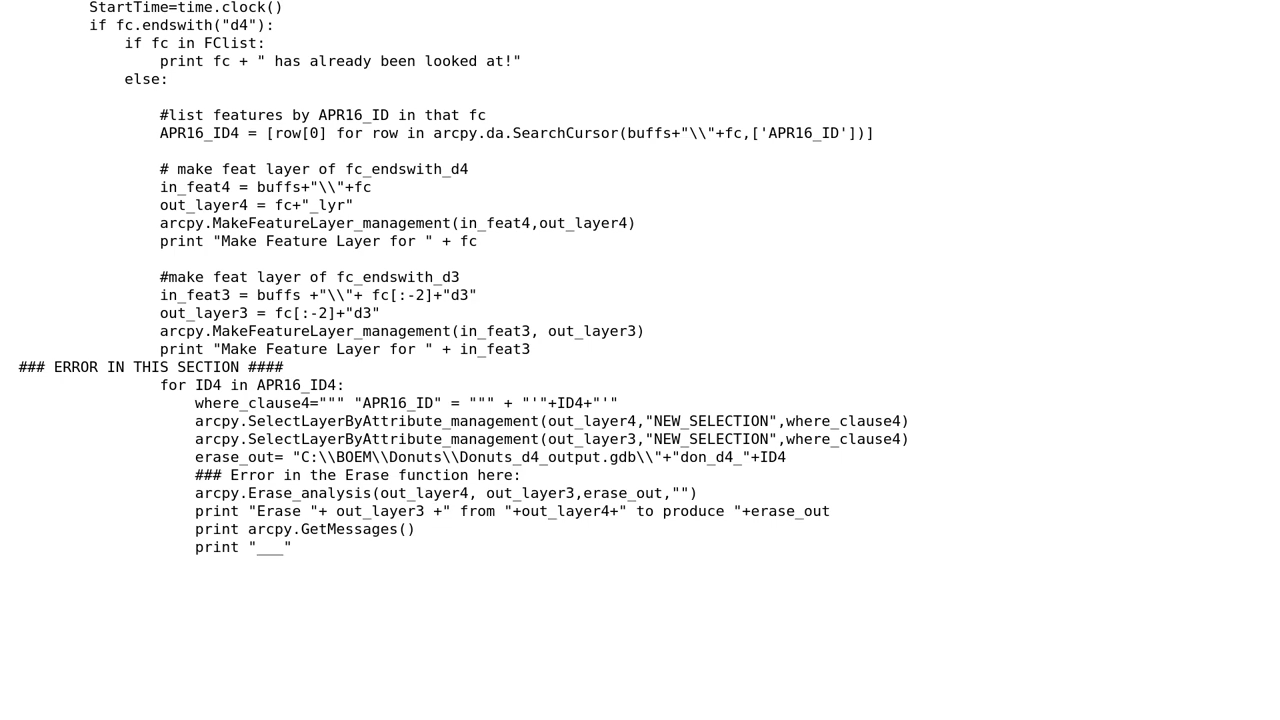 StartTime=time.clock()
if fc.endswith("d4"):
if fc in FClist:
print fc + " has already been looked at!"
else:
#list features by APR16_ID in that fc
APR16_ID4 = [row[0] for row in arcpy.da.SearchCursor(buffs+"\\"+fc,['APR16_ID'])]
# make feat layer of fc_endswith_d4
in_feat4 = buffs+"\\"+fc
out_layer4 = fc+"_lyr"
arcpy.MakeFeatureLayer_management(in_feat4,out_layer4)
print "Make Feature Layer for " + fc
#make feat layer of fc_endswith_d3
in_feat3 = buffs +"\\"+ fc[:-2]+"d3"
out_layer3 = fc[:-2]+"d3"
arcpy.MakeFeatureLayer_management(in_feat3, out_layer3)
print "Make Feature Layer for " + in_feat3
### ERROR IN THIS SECTION ####
for ID4 in APR16_ID4:
where_clause4=""" "APR16_ID" = """ + "'"+ID4+"'"
arcpy.SelectLayerByAttribute_management(out_layer4,"NEW_SELECTION",where_clause4)
arcpy.SelectLayerByAttribute_management(out_layer3,"NEW_SELECTION",where_clause4)
erase_out= "C:\\BOEM\\Donuts\\Donuts_d4_output.gdb\\"+"don_d4_"+ID4
### Error in the Erase function here:
arcpy.Erase_analysis(out_layer4, out_layer3,erase_out,"")
print "Erase "+ out_layer3 +" from "+out_layer4+" to produce "+erase_out
print arcpy.GetMessages()
print "___"